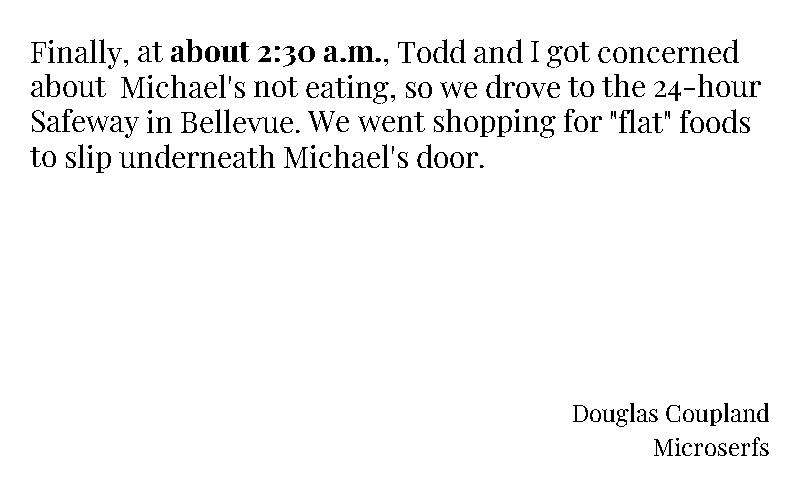 Finally, at about 2:30 a.m., Todd and I got concerned
about  Michael's not eating, so we drove to the 24-hour
Safeway in Bellevue. We went shopping for "flat" foods
to slip underneath Michael's door.
Douglas Coupland
Microserfs